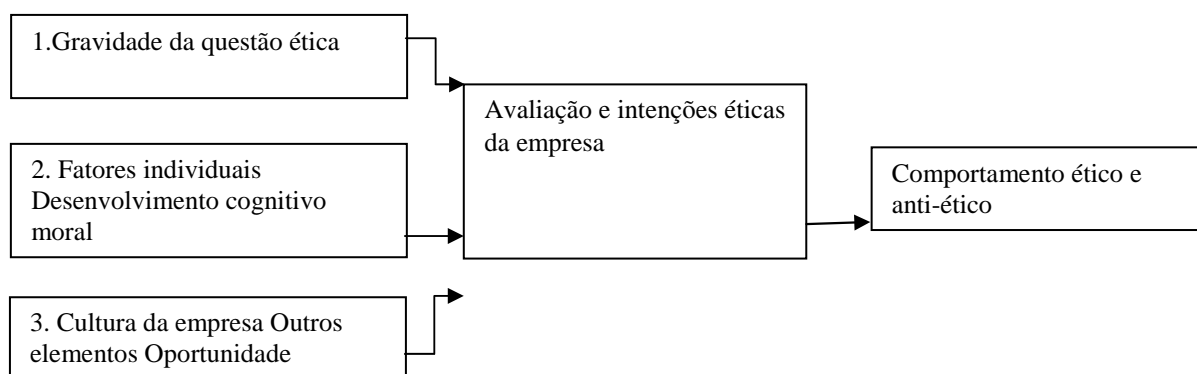 1.Gravidade da questão ética
2. Fatores individuais
Desenvolvimento cognitivo
moral
3. Cultura da empresa Outros
elementos Oportunidade
Avaliação e intenções éticas
da empresa
Comportamento ético e
anti-ético